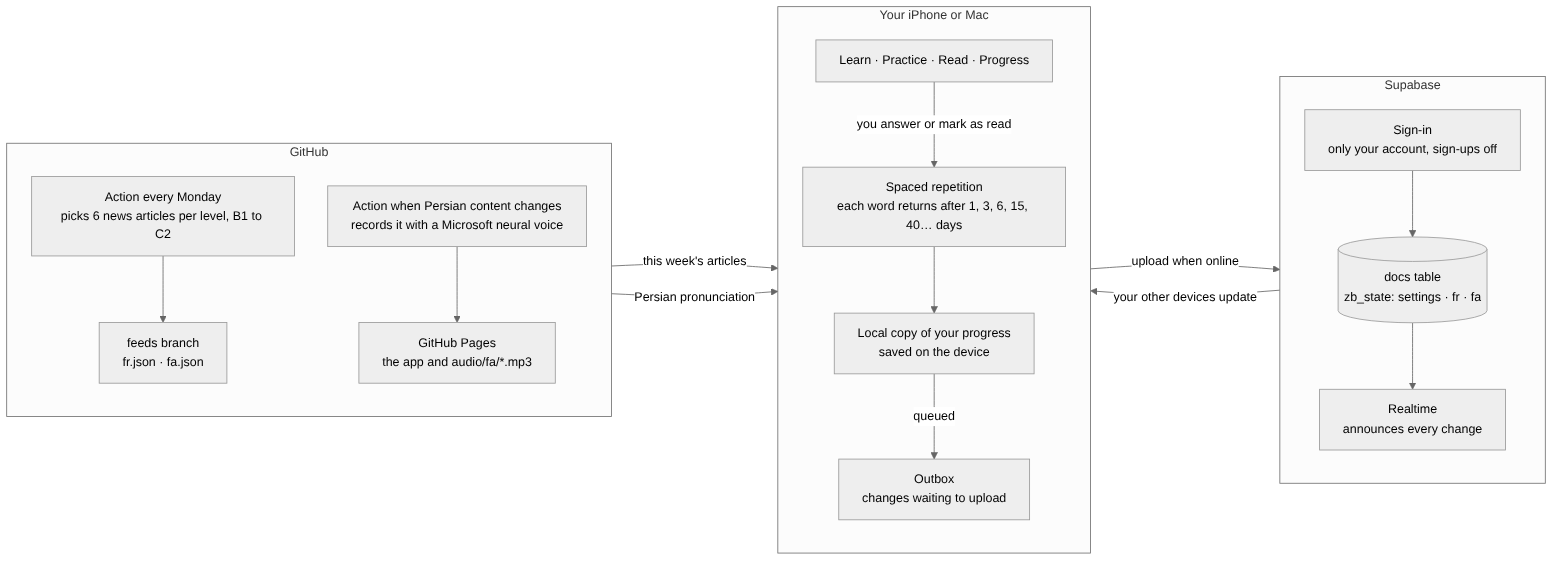 GitHub
Action every Monday
picks 6 news articles per level, B1 to
C2
Action when Persian content changes
records it with a Microsoft neural voice
feeds branch
fr.json · fa.json
GitHub Pages
the app and audio/fa/*.mp3
this week's articles
Persian pronunciation
Your iPhone or Mac
Learn · Practice · Read · Progress
you answer or mark as read
Spaced repetition
each word returns after 1, 3, 6, 15,
40… days
Local copy of your progress
saved on the device
queued
Outbox
changes waiting to upload
upload when online
your other devices update
Supabase
Sign-in
only your account, sign-ups off
docs table
zb_state: settings · fr · fa
Realtime
announces every change